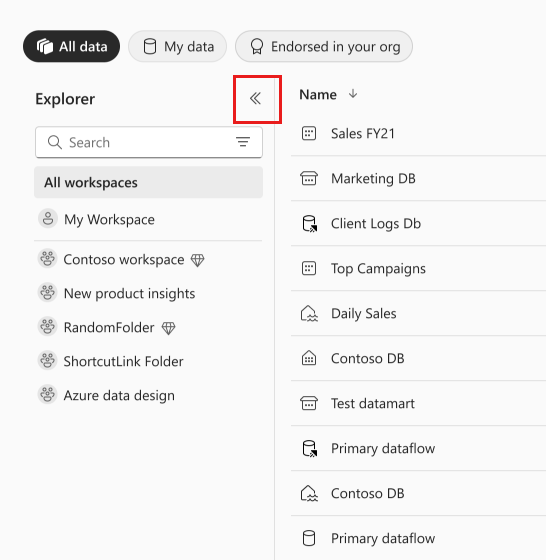 All data
My data
Endorsed in your org
Explorer
Search
All workspaces
My Workspace
Contoso workspace
New product insights
RandomFolder
ShortcutLink Folder
Azure data design
Name
Sales FY21
Marketing DB
Client Logs Db
Top Campaigns
Daily Sales
Contoso DB
Test datamart
Primary dataflow
Contoso DB
Primary dataflow